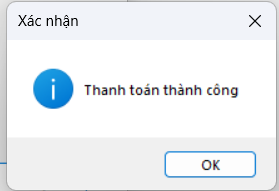 Xác nhận
Thanh toán thành công
OK